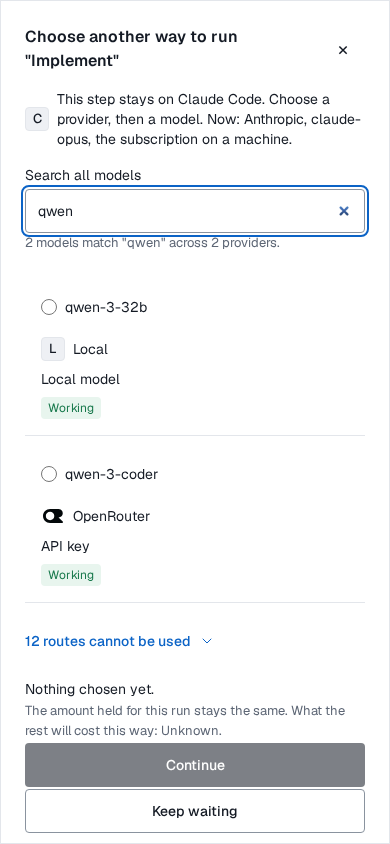 Choose another way to run
"Implement"
C
This step stays on Claude Code. Choose a
provider, then a model. Now: Anthropic, claude-
opus, the subscription on a machine.
Search all models
qwen
2 models match "qwen" across 2 providers.
qwen-3-32b
L Local
Local model
Working
qwen-3-coder
OpenRouter
API key
Working
12 routes cannot be used
Nothing chosen yet.
The amount held for this run stays the same. What the
rest will cost this way: Unknown.
Continue
Keep waiting